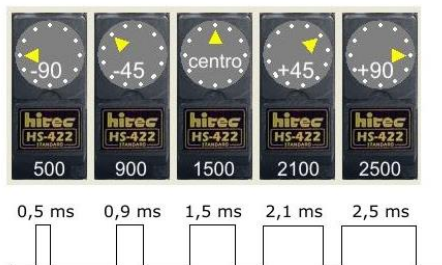 -90 -45 centro +45 +90
hitec hitec hitec hitec hitec
HS-422 HS-422 HS-422 HS-422 HS-422
STANDARD STANDARD STANDARD STANDARD STANDARD
500 900 1500 2100 2500
0,5 ms 0,9 ms 1,5 ms 2,1 ms 2,5 ms